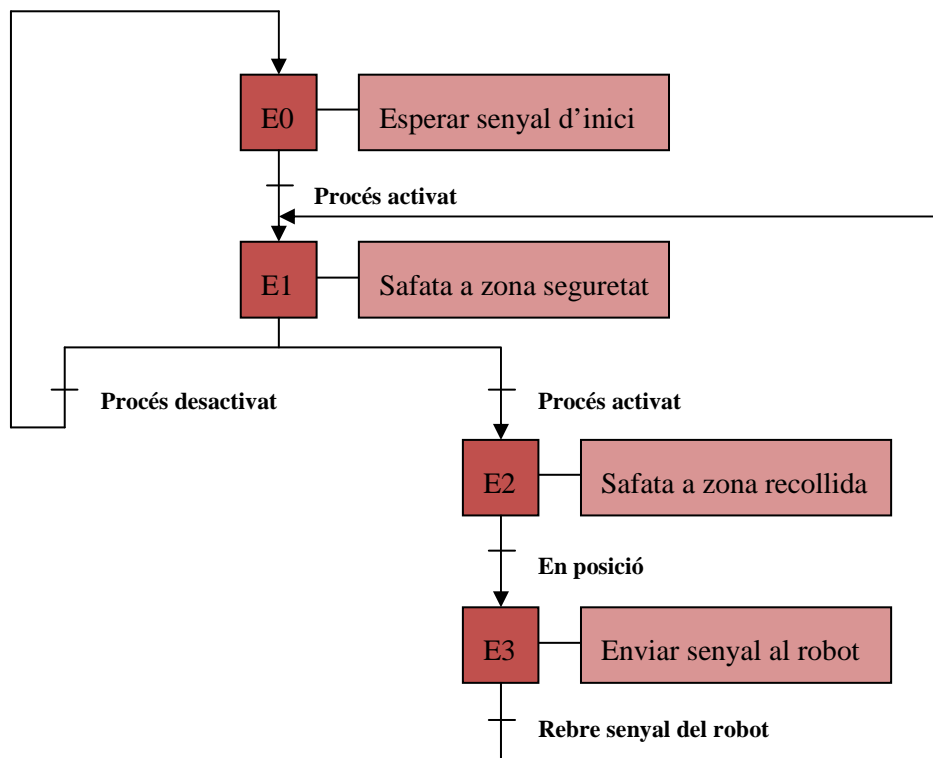 E0
Esperar senyal d’inici
Procés activat
E1
Safata a zona seguretat
Procés desactivat
Procés activat
E2
Safata a zona recollida
En posició
E3
Enviar senyal al robot
Rebre senyal del robot